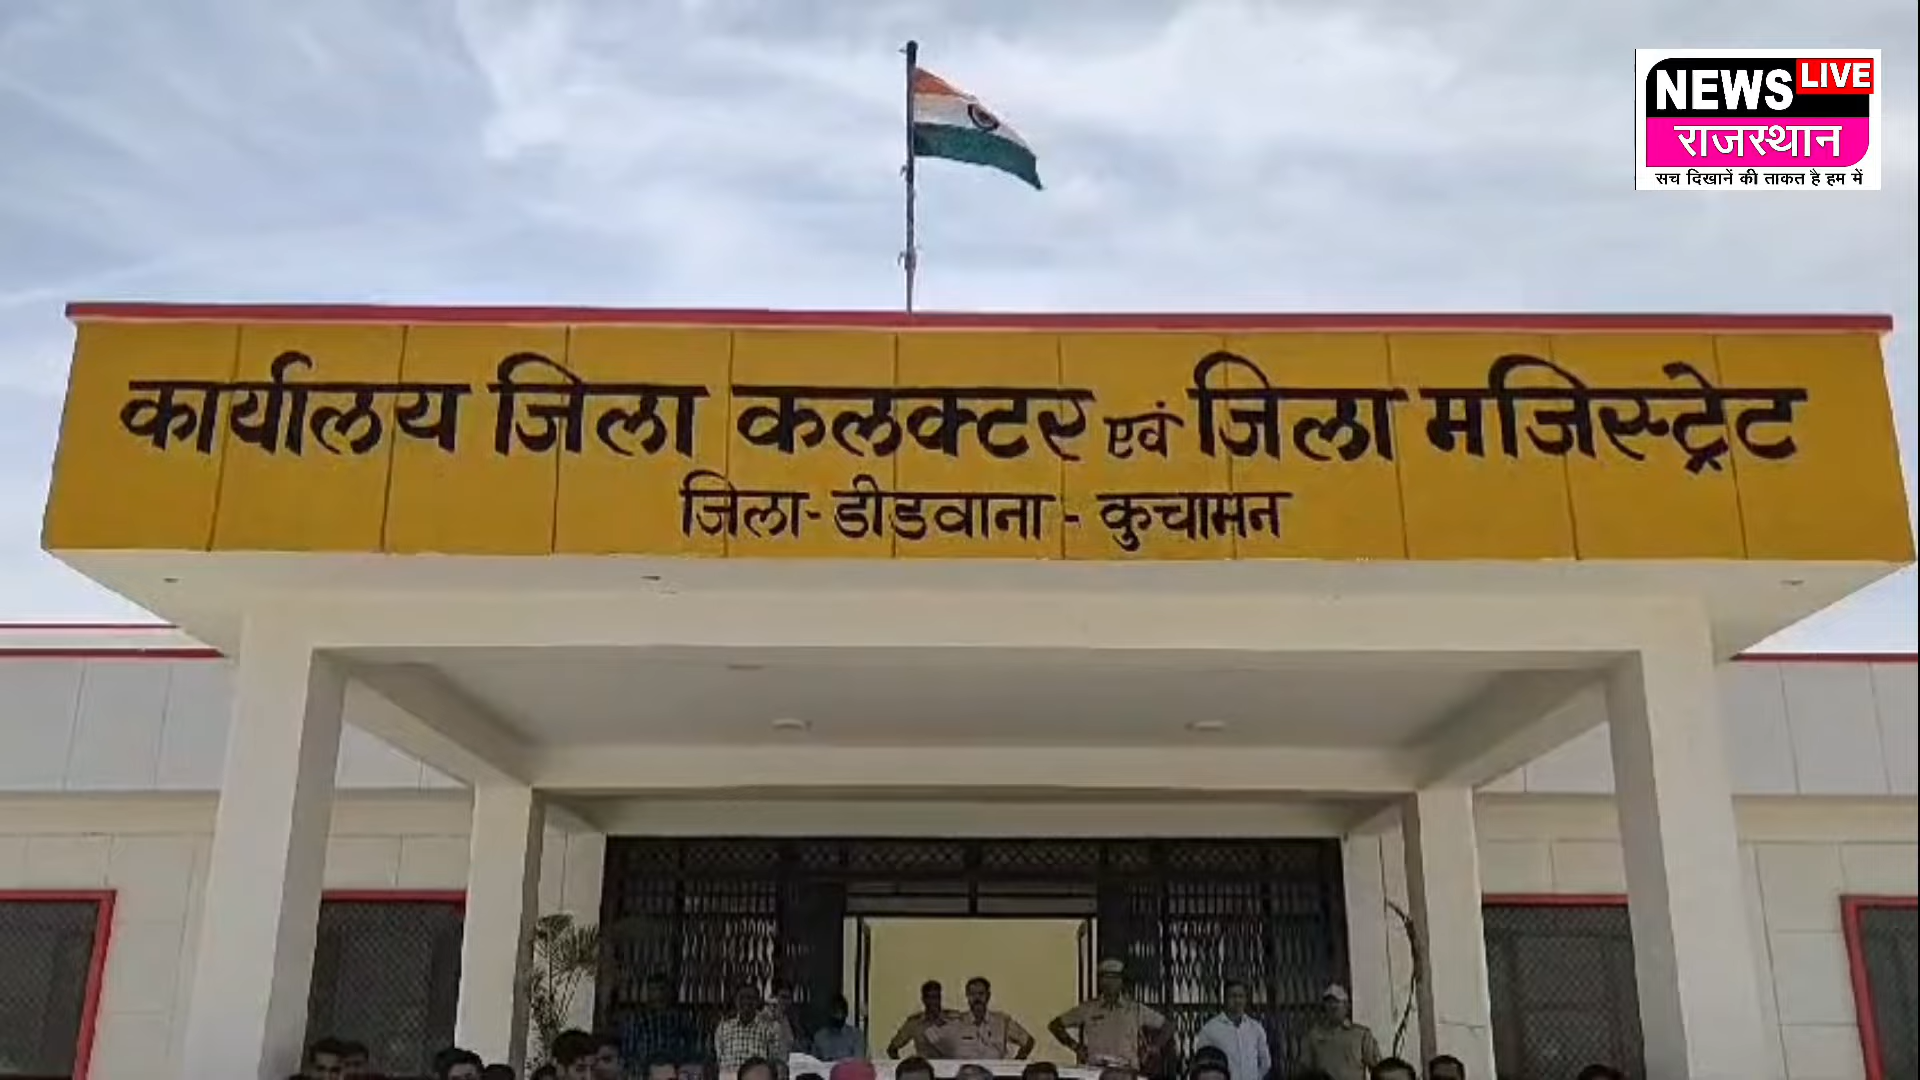 NEWS LIVE
राजस्थान
सच दिखानें की ताकत है हम में
कार्यालय जिला कलक्टर एवं जिला मजिस्ट्रेट
जिला-डीडवाना - कुचामन